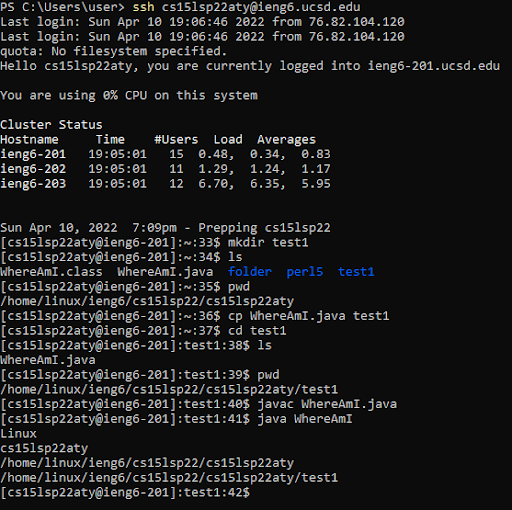 PS C:\Users\user> ssh cs15lsp22aty@ieng6.ucsd.edu
Last login: Sun Apr 10 19:06:46 2022 from 76.82.104.120
Last login: Sun Apr 10 19:06:46 2022 from 76.82.104.120
quota: No filesystem specified.
Hello cs15lsp22aty, you are currently logged into ieng6-201.ucsd.edu
You are using 0% CPU on this system
Cluster Status
Hostname     Time    #Users  Load  Averages
ieng6-201   19:05:01   15  0.48,  0.34,  0.83
ieng6-202   19:05:01   11  1.29,  1.24,  1.17
ieng6-203   19:05:01   12  6.70,  6.35,  5.95
Sun Apr 10, 2022  7:09pm - Prepping cs15lsp22
[cs15lsp22aty@ieng6-201]:~:33$ mkdir test1
[cs15lsp22aty@ieng6-201]:~:34$ ls
WhereAmI.class  WhereAmI.java  folder  perl5  test1
[cs15lsp22aty@ieng6-201]:~:35$ pwd
/home/linux/ieng6/cs15lsp22/cs15lsp22aty
[cs15lsp22aty@ieng6-201]:~:36$ cp WhereAmI.java test1
[cs15lsp22aty@ieng6-201]:~:37$ cd test1
[cs15lsp22aty@ieng6-201]:test1:38$ ls
WhereAmI.java
[cs15lsp22aty@ieng6-201]:test1:39$ pwd
/home/linux/ieng6/cs15lsp22/cs15lsp22aty/test1
[cs15lsp22aty@ieng6-201]:test1:40$ javac WhereAmI.java
[cs15lsp22aty@ieng6-201]:test1:41$ java WhereAmI
Linux
cs15lsp22aty
/home/linux/ieng6/cs15lsp22/cs15lsp22aty
/home/linux/ieng6/cs15lsp22/cs15lsp22aty/test1
[cs15lsp22aty@ieng6-201]:test1:42$